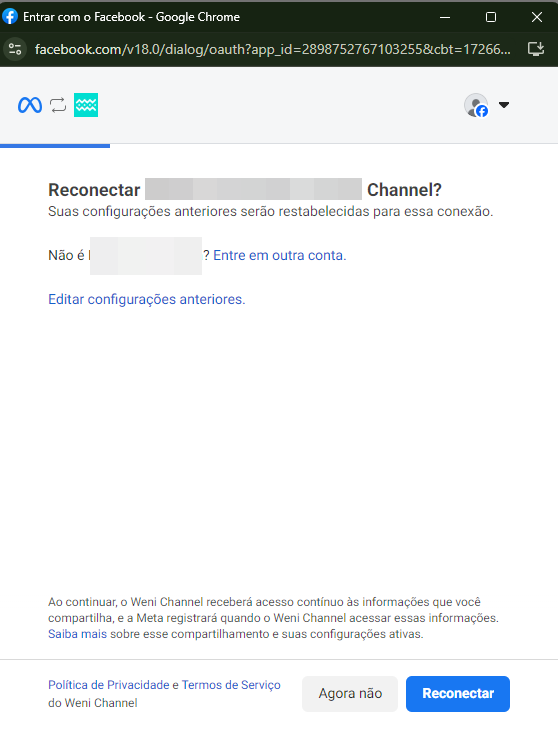 Entrar com o Facebook - Google Chrome
facebook.com/v18.0/dialog/oauth?app_id=2898752767103255&cbt=17266...
Reconectar Channel?
Suas configurações anteriores serão restabelecidas para essa conexão.
Não é ? Entre em outra conta.
Editar configurações anteriores.
Ao continuar, o Weni Channel receberá acesso contínuo às informações que você
compartilha, e a Meta registrará quando o Weni Channel acessar essas informações.
Saiba mais sobre esse compartilhamento e suas configurações ativas.
Política de Privacidade e Termos de Serviço
do Weni Channel
Agora não
Reconectar